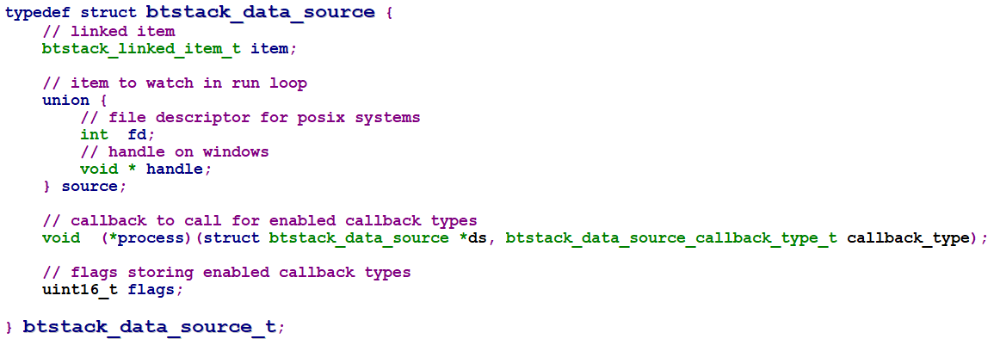 typedef struct btstack_data_source {
    // linked item
    btstack_linked_item_t item;

    // item to watch in run loop
    union {
        // file descriptor for posix systems
        int  fd;
        // handle on windows
        void * handle;
    } source;

    // callback to call for enabled callback types
    void  (*process)(struct btstack_data_source *ds, btstack_data_source_callback_type_t callback_type);

    // flags storing enabled callback types
    uint16_t flags;

} btstack_data_source_t;